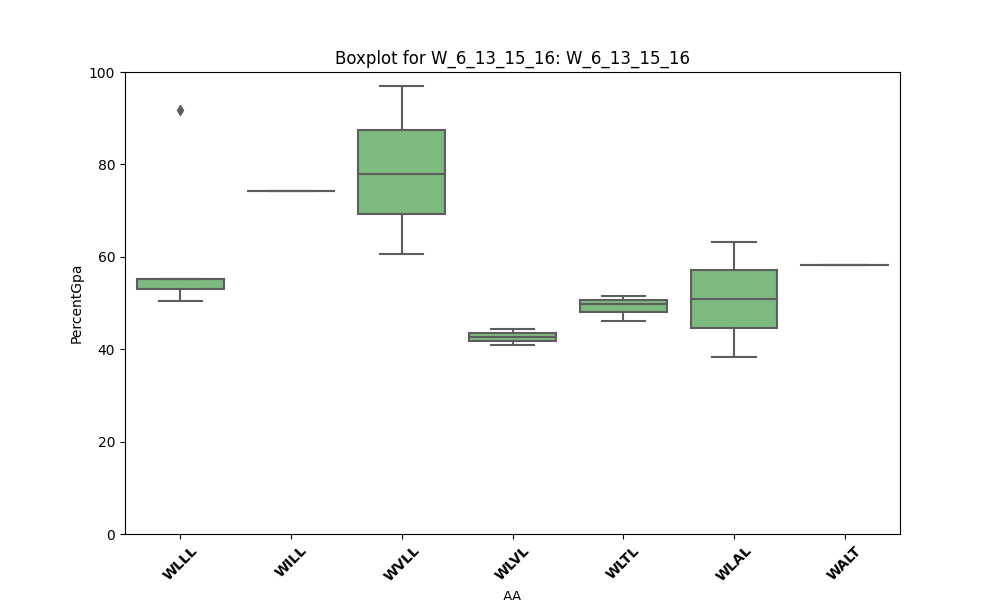 Boxplot for W_6_13_15_16: W_6_13_15_16
100
80
60
40
20
0
PercentGpa
WLLL
WILL
WVLL
WLVL
WLTL
WLAL
WALT
AA